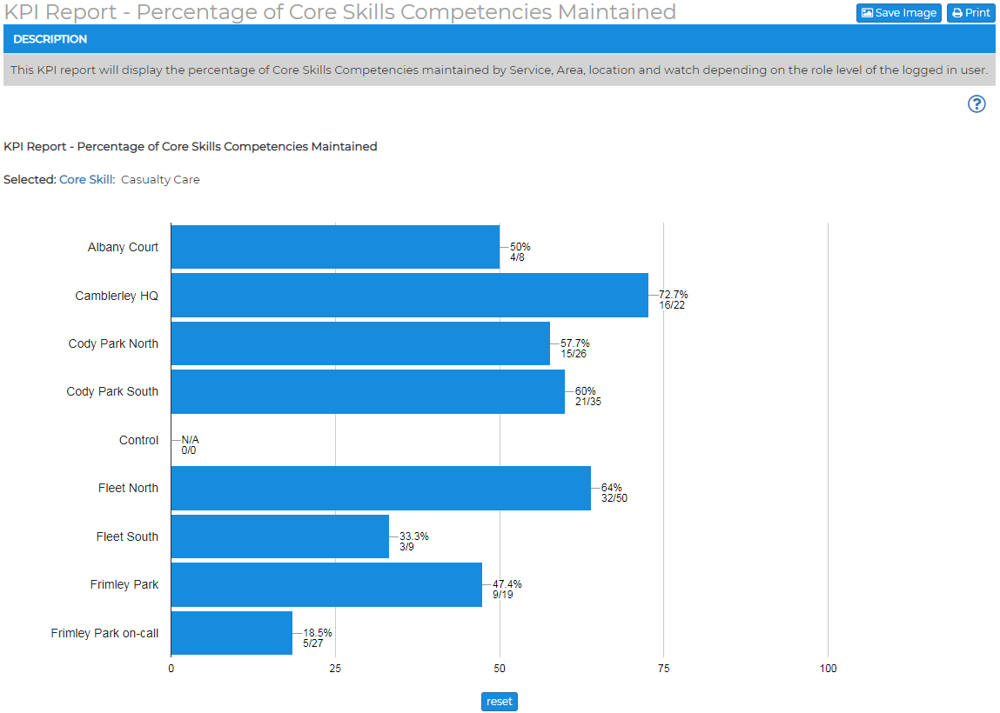 KPI Report - Percentage of Core Skills Competencies Maintained
Save Image
Print
DESCRIPTION
This KPI report will display the percentage of Core Skills Competencies maintained by Service, Area, location and watch depending on the role level of the logged in user.
?
KPI Report - Percentage of Core Skills Competencies Maintained
Selected: Core Skill: Casualty Care
Albany Court
50%
4/8
Camblerley HQ
72.7%
16/22
Cody Park North
57.7%
15/26
Cody Park South
60%
21/35
Control
N/A
0/0
Fleet North
64%
32/50
Fleet South
33.3%
3/9
Frimley Park
47.4%
9/19
Frimley Park on-call
18.5%
5/27
0 25 50 75 100
reset